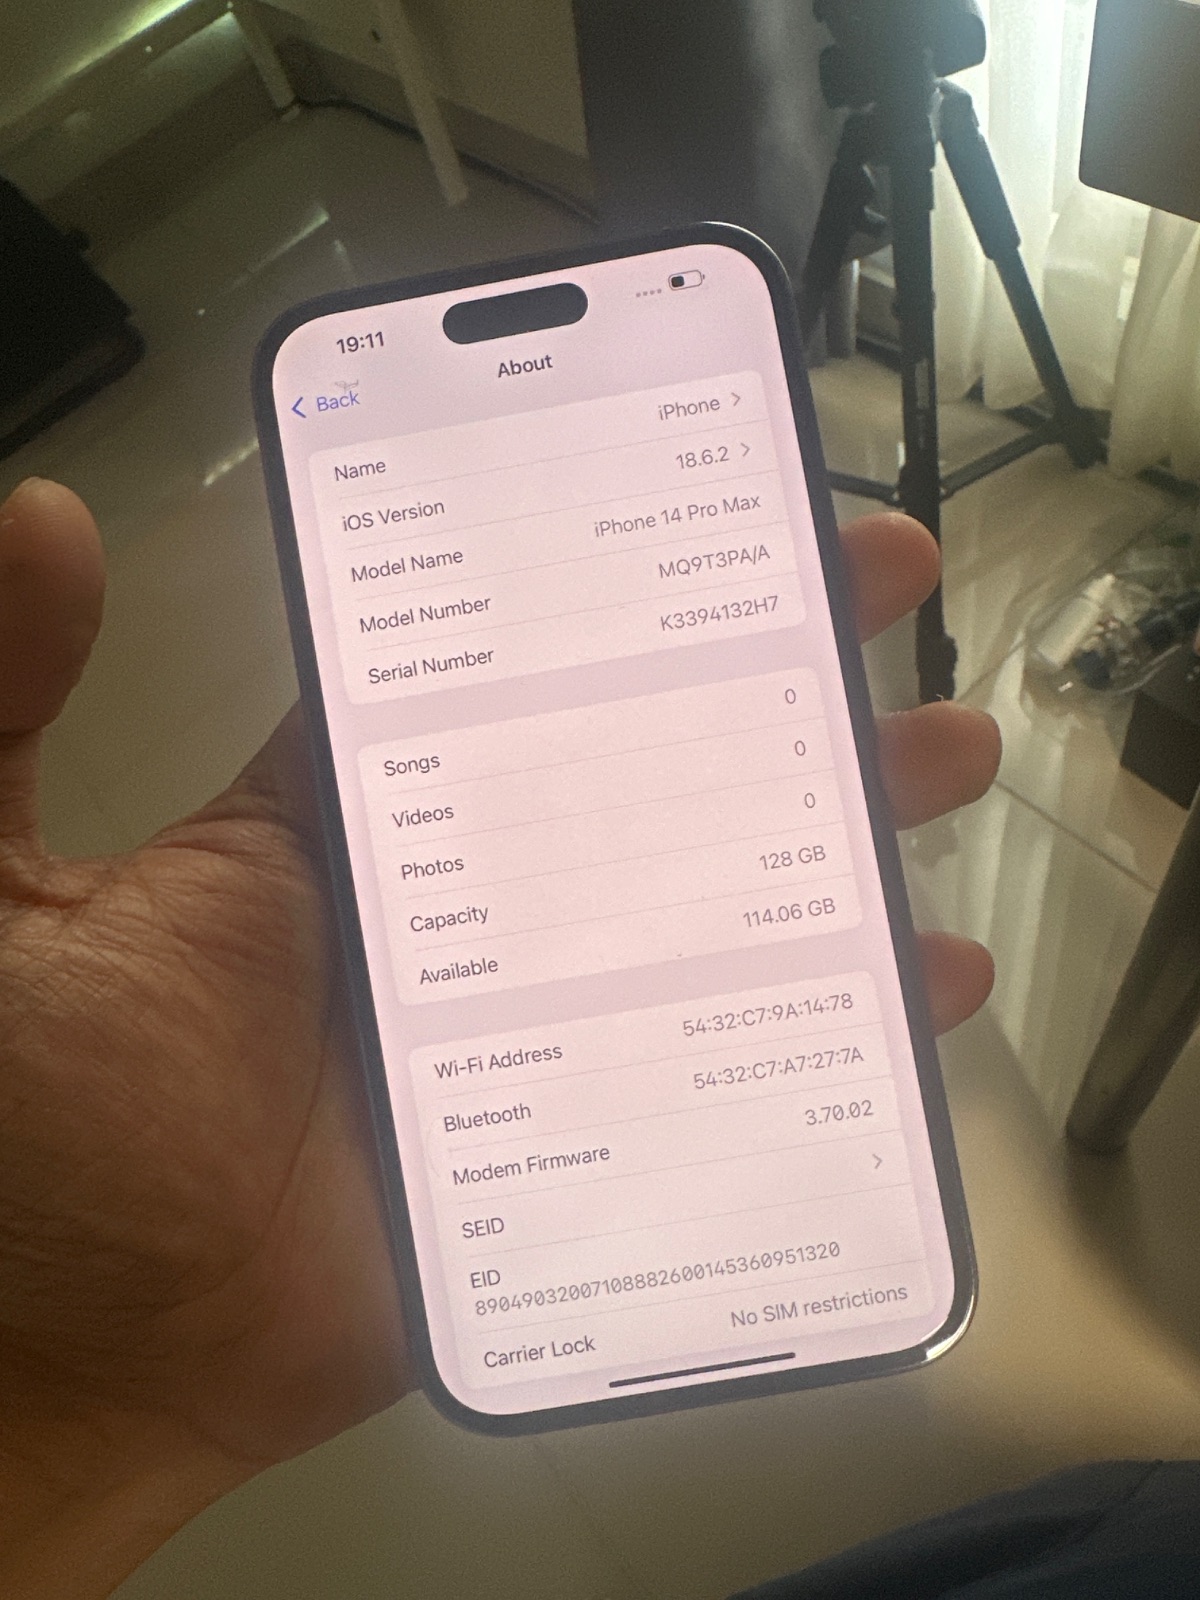 19:11
About
Back
Name iPhone
iOS Version 18.6.2
Model Name iPhone 14 Pro Max
Model Number MQ9T3PA/A
Serial Number K3394132H7
Songs 0
Videos 0
Photos 0
Capacity 128 GB
Available 114.06 GB
Wi-Fi Address 54:32:C7:9A:14:78
Bluetooth 54:32:C7:A7:27:7A
Modem Firmware 3.70.02
SEID
EID
89049032007108882600145360951320
Carrier Lock No SIM restrictions